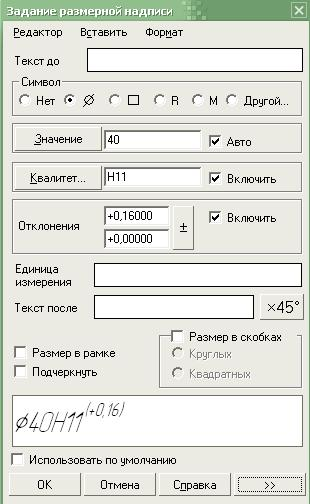 Задание размерной надписи
Редактор Вставить Формат
Текст до
Символ
Нет Ø □ R M Другой...
Значение 40 Авто
Квалитет... H11 Включить
Отклонения +0,16000 ± Включить
+0,00000
Единица
измерения
Текст после ×45°
Размер в рамке
Подчеркнуть
Размер в скобках
Круглых
Квадратных
Ø40H11(+0,16)
Использовать по умолчанию
OK Отмена Справка >>